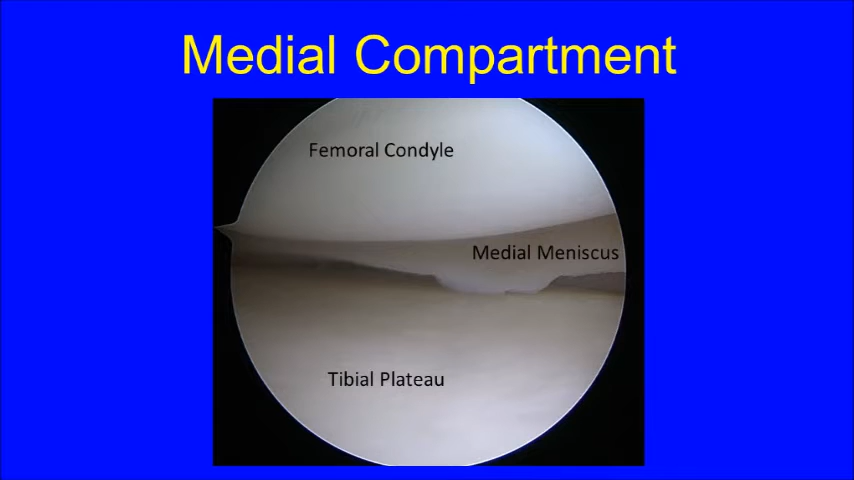 Medial Compartment
Femoral Condyle
Medial Meniscus
Tibial Plateau